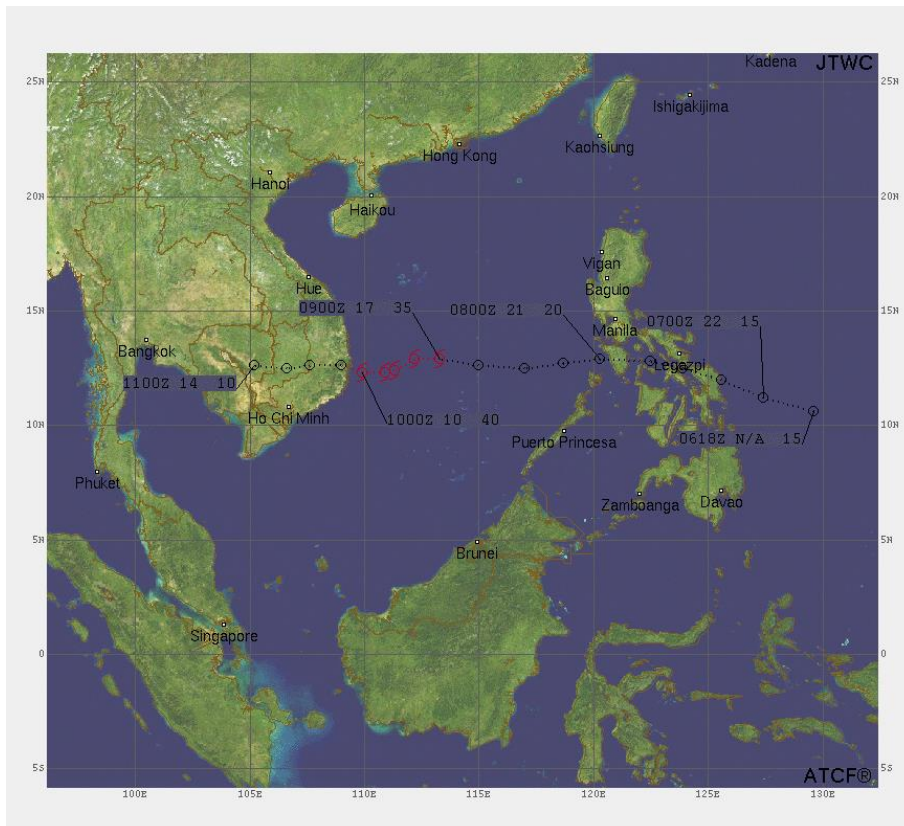 Kadena
JTWC
25N
25N
Ishigakijima
Kaohsiung
Hong Kong
Hanoi
20N
20N
Haikou
Vigan
Hue
Baguio
15N
0900Z 17 35
0800Z 21 20
15N
Manila
0700Z 22 15
Bangkok
Legazpi
1100Z 14 10
Ho Chi Minh
1000Z 10 40
10N
10N
Puerto Princesa
0618Z N/A 15
Phuket
Zamboanga
Davao
5N
5N
Brunei
Singapore
0
0
5S
5S
ATCF®
100E
105E
110E
115E
120E
125E
130E